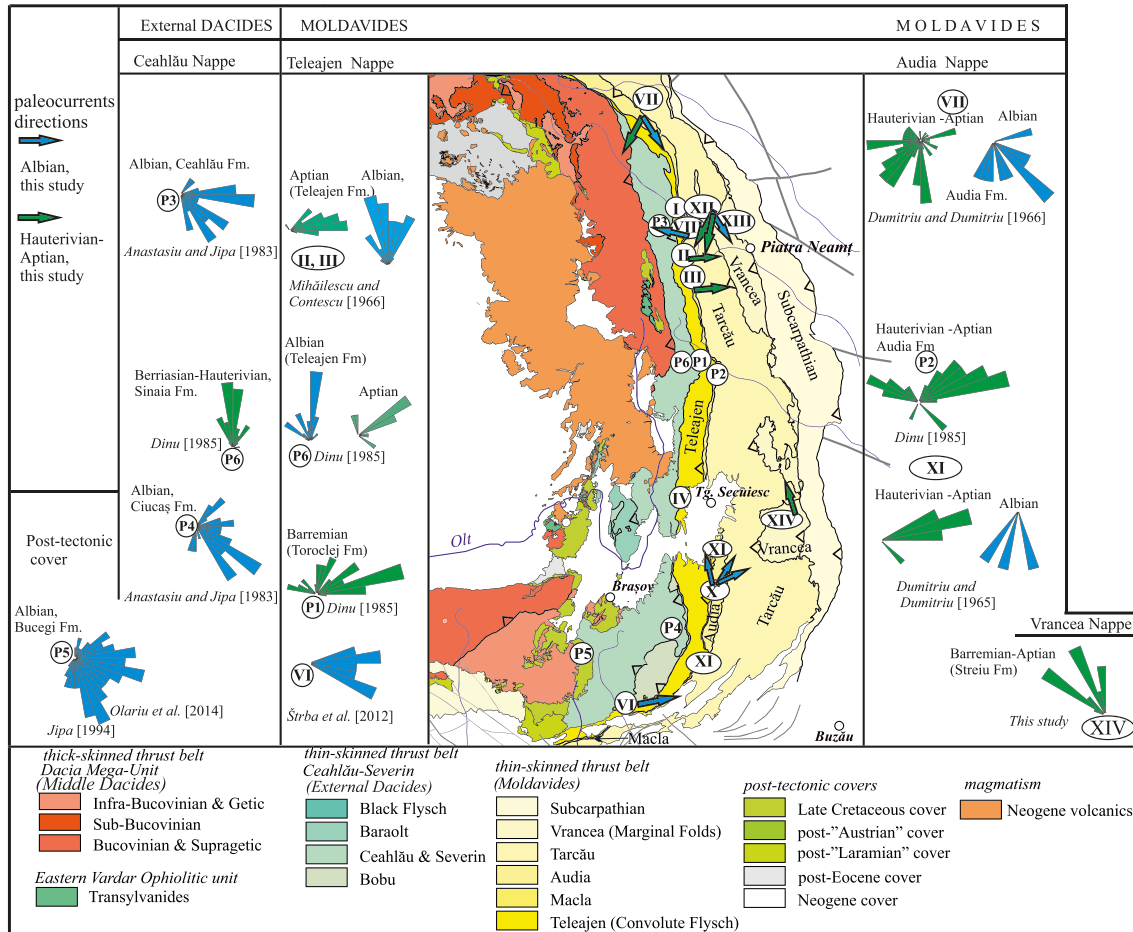 External DACIDES
MOLDAVIDES
M O L D A V I D E S
Ceahlău Nappe
Teleajen Nappe
Audia Nappe
paleocurrents
directions
Albian,
this study
Hauterivian-
Aptian,
this study
Albian, Ceahlău Fm.
P3
Anastasiu and Jipa [1983]
Berriasian-Hauterivian,
Sinaia Fm.
Dinu [1985]
P6
Albian,
Ciucaș Fm.
P4
Anastasiu and Jipa [1983]
Post-tectonic
cover
Albian,
Bucegi Fm.
P5
Olariu et al. [2014]
Jipa [1994]
Aptian
(Teleajen Fm.)
Albian,
II, III
Mihăilescu and
Contescu [1966]
Albian
(Teleajen Fm)
Aptian
P6
Dinu [1985]
Barremian
(Toroclej Fm)
P1
Dinu [1985]
VI
Štrba et al. [2012]
VII
I
XII
P3
VIII
XIII
II
III
Piatra Neamț
Vrancea
Tarcău
Subcarpathian
P6
P1
P2
Teleajen
IV
Tg. Secuiesc
XIV
Vrancea
Olt
XI
X
Brașov
Audia
Tarcău
P4
P5
XI
VI
Macla
Buzău
VII
Hauterivian -Aptian
Albian
Audia Fm.
Dumitriu and Dumitriu [1966]
Hauterivian -Aptian
Audia Fm
P2
Dinu [1985]
XI
Hauterivian -Aptian
Albian
Dumitriu and
Dumitriu [1965]
Vrancea Nappe
Barremian-Aptian
(Streiu Fm)
This study
XIV
thick-skinned thrust belt
Dacia Mega-Unit
(Middle Dacides)
Infra-Bucovinian & Getic
Sub-Bucovinian
Bucovinian & Supragetic
Eastern Vardar Ophiolitic unit
Transylvanides
thin-skinned thrust belt
Ceahlău-Severin
(External Dacides)
Black Flysch
Baraolt
Ceahlău & Severin
Bobu
thin-skinned thrust belt
(Moldavides)
Subcarpathian
Vrancea (Marginal Folds)
Tarcău
Audia
Macla
Teleajen (Convolute Flysch)
post-tectonic covers
Late Cretaceous cover
post-"Austrian" cover
post-"Laramian" cover
post-Eocene cover
Neogene cover
magmatism
Neogene volcanics